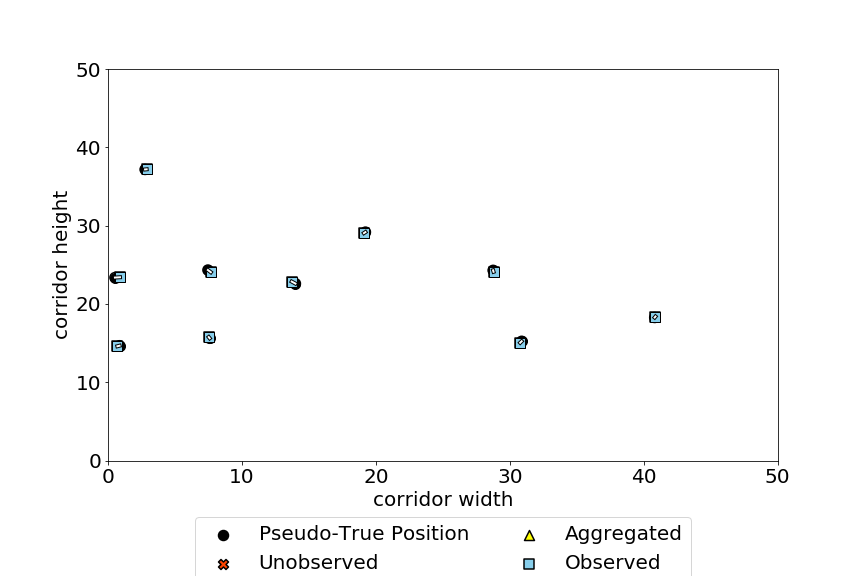 50
40
30
20
10
0
corridor height
0 10 20 30 40 50
corridor width
Pseudo-True Position Aggregated
Unobserved Observed